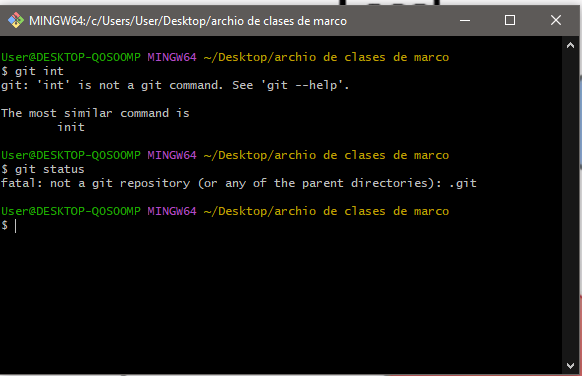 MINGW64:/c/Users/User/Desktop/archio de clases de marco
User@DESKTOP-QOSOOMP MINGW64 ~/Desktop/archio de clases de marco
$ git int
git: 'int' is not a git command. See 'git --help'.
The most similar command is
init
User@DESKTOP-QOSOOMP MINGW64 ~/Desktop/archio de clases de marco
$ git status
fatal: not a git repository (or any of the parent directories): .git
User@DESKTOP-QOSOOMP MINGW64 ~/Desktop/archio de clases de marco
$